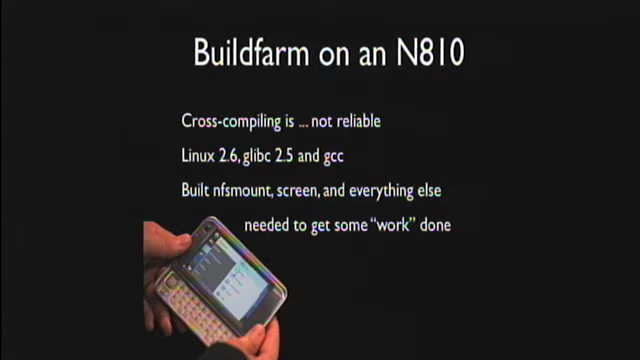 Buildfarm on an N810
Cross-compiling is ... not reliable
Linux 2.6, glibc 2.5 and gcc
Built nfsmount, screen, and everything else
needed to get some “work” done